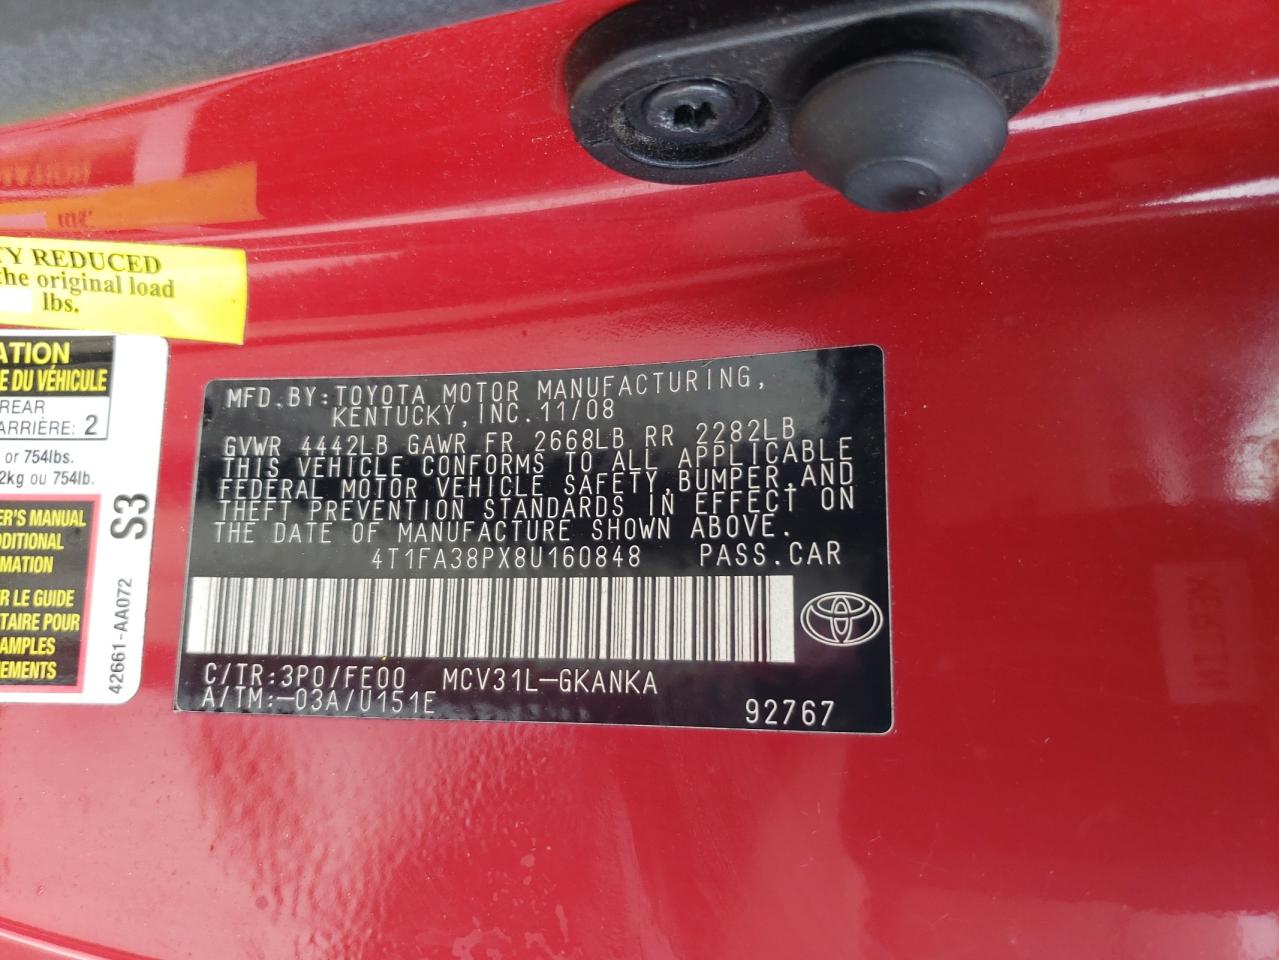 TY REDUCED
the original load
lbs.
ATION
E DU VÉHICULE
REAR
ARRIÈRE: 2
or 754lbs.
2kg ou 754lb.
ER'S MANUAL
DDITIONAL
MATION
R LE GUIDE
TAIRE POUR
AMPLES
NEMENTS
S3
42661-AA072
MFD.BY:TOYOTA MOTOR MANUFACTURING,
KENTUCKY,INC.11/08
GVWR 4442LB GAWR FR 2668LB RR 2282LB
THIS VEHICLE CONFORMS TO ALL APPLICABLE
FEDERAL MOTOR VEHICLE SAFETY,BUMPER,AND
THEFT PREVENTION STANDARDS IN EFFECT ON
THE DATE OF MANUFACTURE SHOWN ABOVE.
4T1FA38PX8U160848 PASS.CAR
C/TR:3P0/FE00 MCV31L-GKANKA
A/TM:-03A/U151E
92767